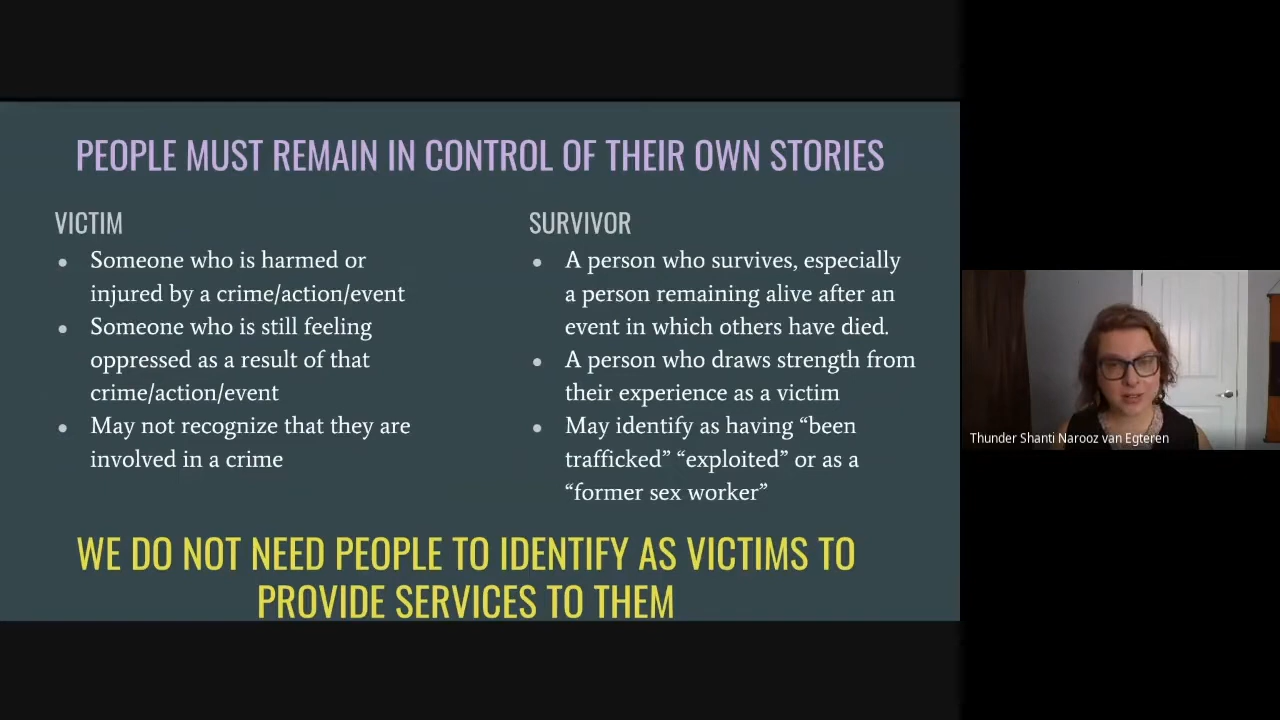 PEOPLE MUST REMAIN IN CONTROL OF THEIR OWN STORIES
VICTIM
• Someone who is harmed or
injured by a crime/action/event
• Someone who is still feeling
oppressed as a result of that
crime/action/event
• May not recognize that they are
involved in a crime
SURVIVOR
• A person who survives, especially
a person remaining alive after an
event in which others have died.
• A person who draws strength from
their experience as a victim
• May identify as having “been
trafficked” “exploited” or as a
“former sex worker”
WE DO NOT NEED PEOPLE TO IDENTIFY AS VICTIMS TO
PROVIDE SERVICES TO THEM
Thunder Shanti Narooz van Egteren